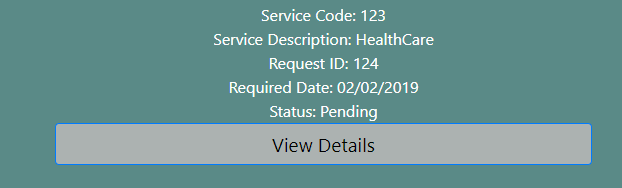 Service Code: 123
Service Description: HealthCare
Request ID: 124
Required Date: 02/02/2019
Status: Pending
View Details